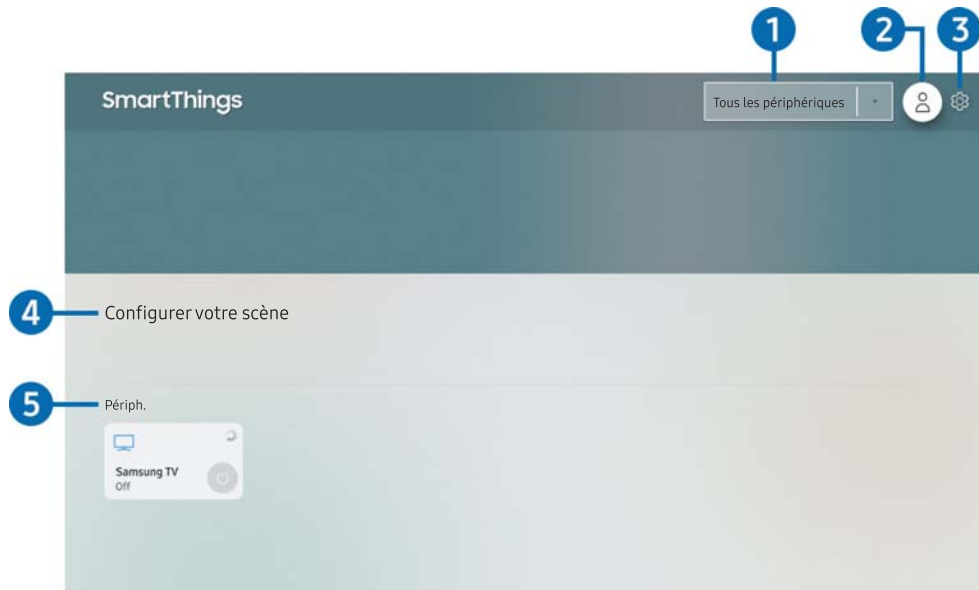 1 2 3
SmartThings
Tous les périphériques
4 Configurer votre scène
5 Périph.
Samsung TV
Off